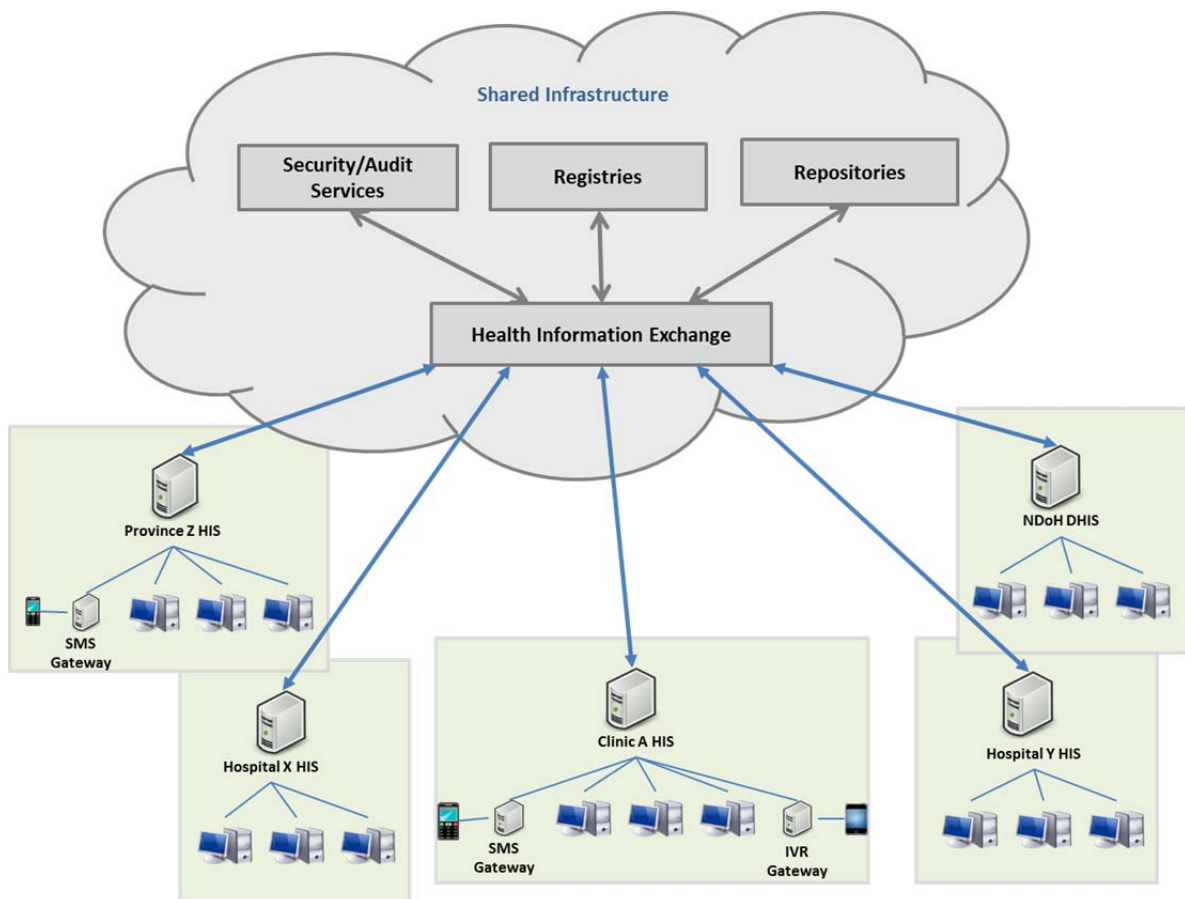 Shared Infrastructure
Security/Audit
Services
Registries
Repositories
Health Information Exchange
Province Z HIS
SMS
Gateway
NDoH DHIS
Hospital X HIS
Clinic A HIS
SMS
Gateway
IVR
Gateway
Hospital Y HIS